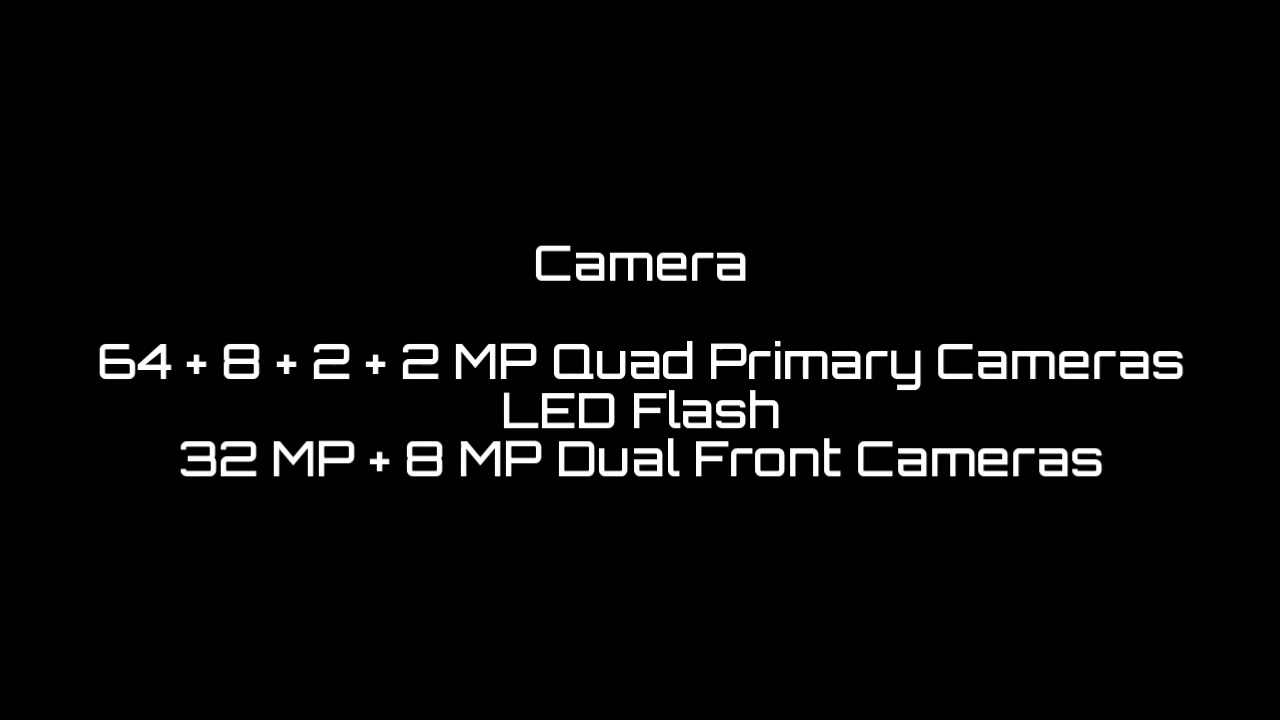 Camera
64 + 8 + 2 + 2 MP Quad Primary Cameras
LED Flash
32 MP + 8 MP Dual Front Cameras